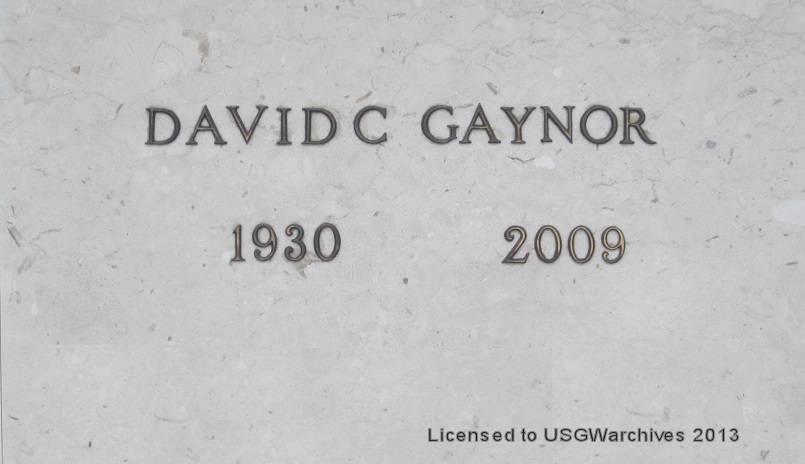 DAVID C GAYNOR
1930 2009
Licensed to USGWarchives 2013